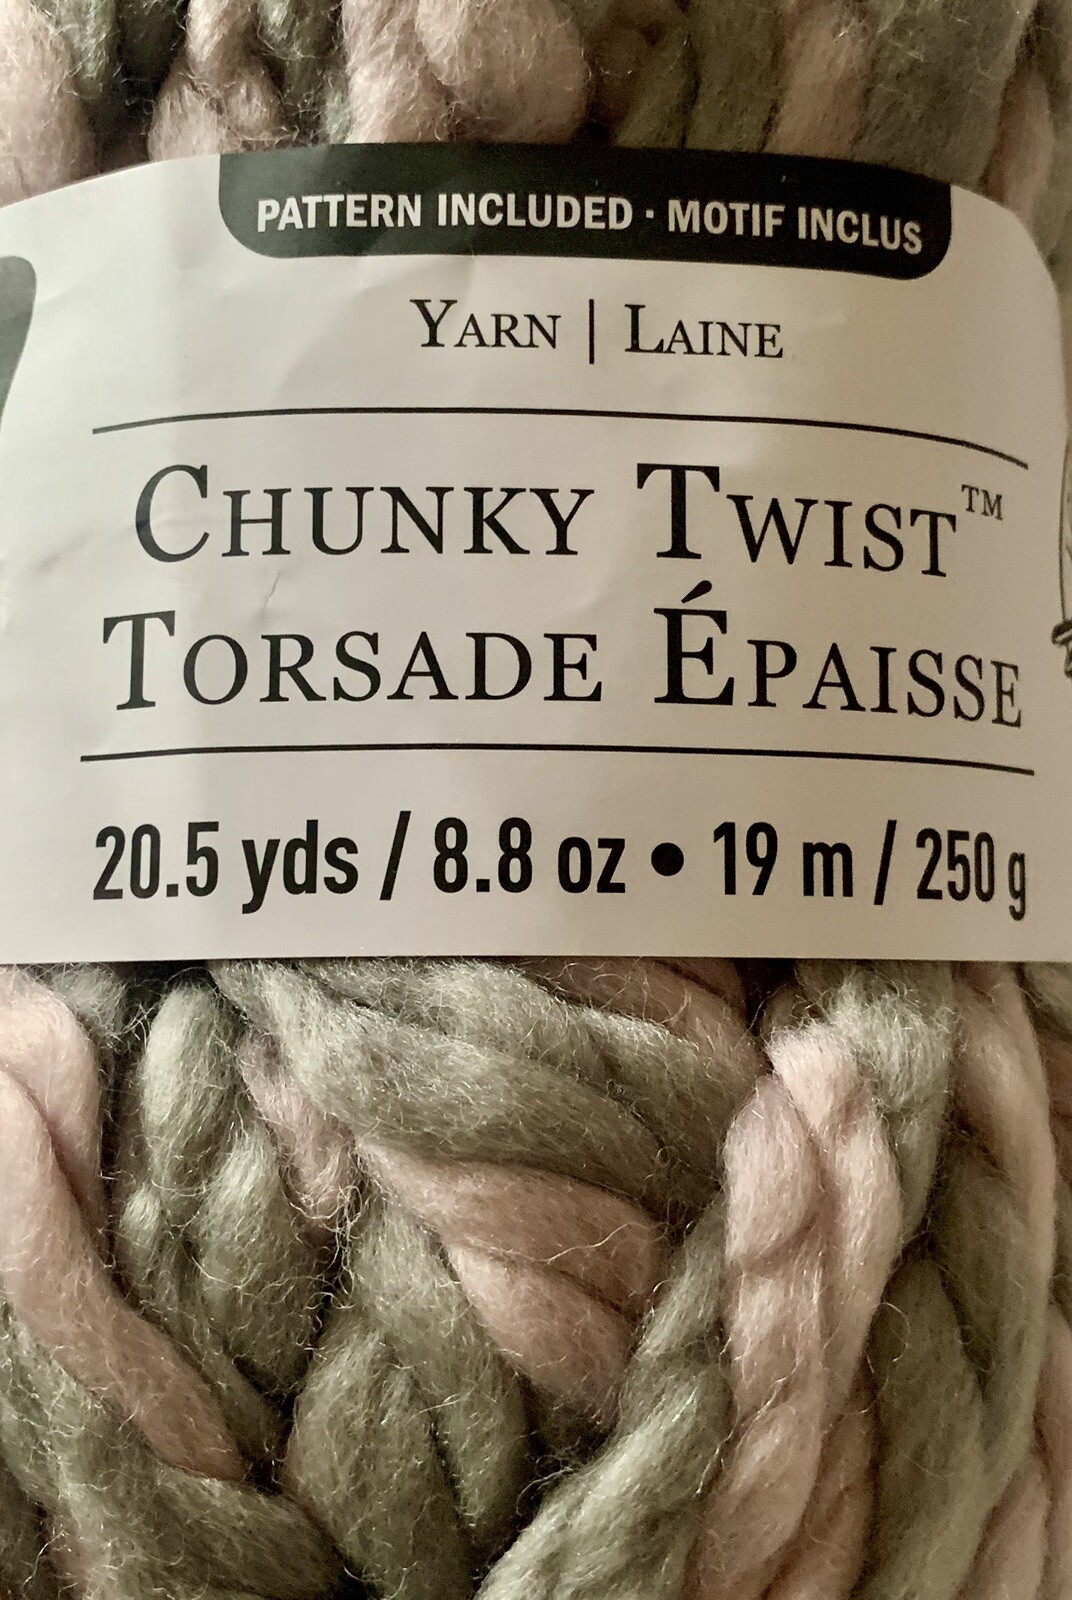 PATTERN INCLUDED · MOTIF INCLUS
YARN | LAINE
CHUNKY TWIST™
TORSADE ÉPAISSE
20.5 yds / 8.8 oz • 19 m / 250 g